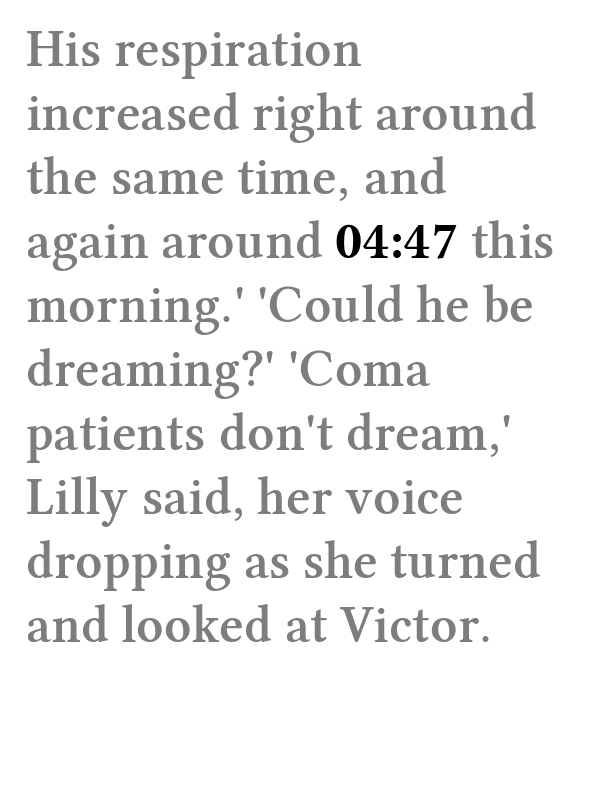 His respiration
increased right around
the same time, and
again around 04:47 this
morning.' 'Could he be
dreaming?' 'Coma
patients don't dream,'
Lilly said, her voice
dropping as she turned
and looked at Victor.